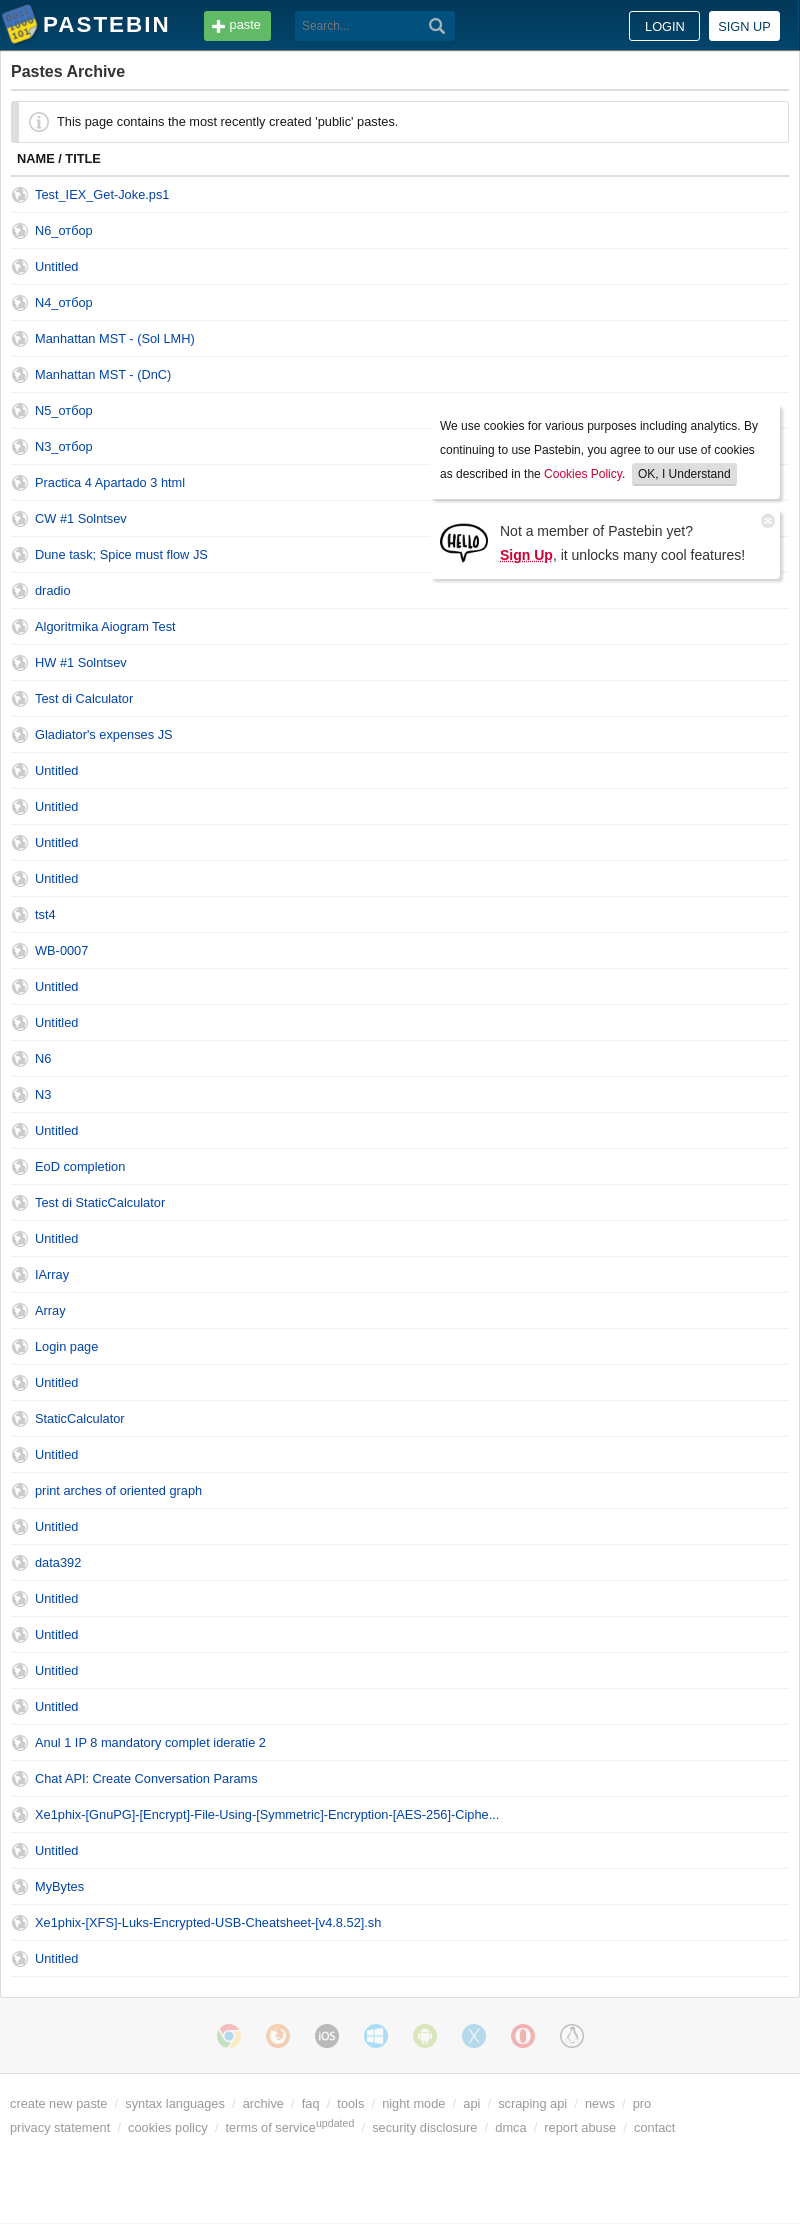 PASTEBIN paste Search... LOGIN SIGN UP
Pastes Archive
This page contains the most recently created 'public' pastes.
NAME / TITLE
Test_IEX_Get-Joke.ps1
N6_отбор
Untitled
N4_отбор
Manhattan MST - (Sol LMH)
Manhattan MST - (DnC)
N5_отбор
N3_отбор
Practica 4 Apartado 3 html
CW #1 Solntsev
Dune task; Spice must flow JS
We use cookies for various purposes including analytics. By
continuing to use Pastebin, you agree to our use of cookies
as described in the Cookies Policy. OK, I Understand
HELLO
Not a member of Pastebin yet?
Sign Up, it unlocks many cool features!
dradio
Algoritmika Aiogram Test
HW #1 Solntsev
Test di Calculator
Gladiator's expenses JS
Untitled
Untitled
Untitled
Untitled
tst4
WB-0007
Untitled
Untitled
N6
N3
Untitled
EoD completion
Test di StaticCalculator
Untitled
IArray
Array
Login page
Untitled
StaticCalculator
Untitled
print arches of oriented graph
Untitled
data392
Untitled
Untitled
Untitled
Untitled
Anul 1 IP 8 mandatory complet ideratie 2
Chat API: Create Conversation Params
Xe1phix-[GnuPG]-[Encrypt]-File-Using-[Symmetric]-Encryption-[AES-256]-Ciphe...
Untitled
MyBytes
Xe1phix-[XFS]-Luks-Encrypted-USB-Cheatsheet-[v4.8.52].sh
Untitled
iOS
create new paste / syntax languages / archive / faq / tools / night mode / api / scraping api / news / pro
privacy statement / cookies policy / terms of service updated / security disclosure / dmca / report abuse / contact